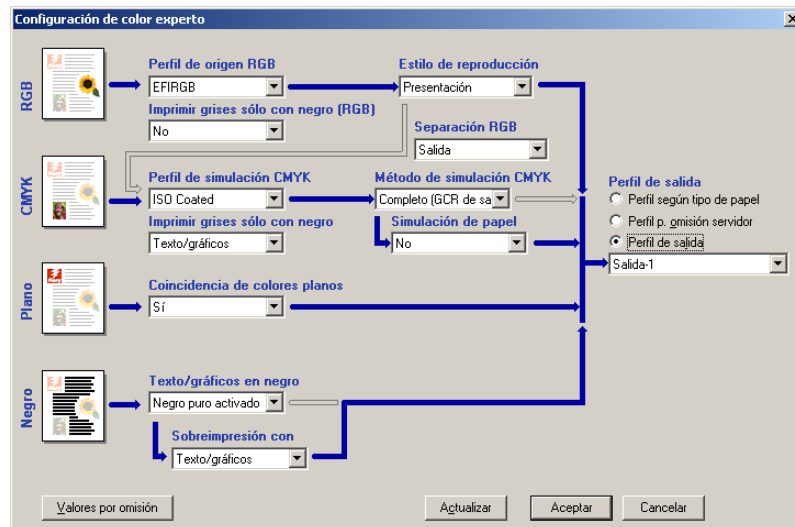 Configuración de color experto
RGB
Perfil de origen RGB
EFIRGB
Estilo de reproducción
Presentación
Imprimir grises sólo con negro (RGB)
No
Separación RGB
Salida
CMYK
Perfil de simulación CMYK
ISO Coated
Método de simulación CMYK
Completo (GCR de sa
Imprimir grises sólo con negro
Texto/gráficos
Simulación de papel
No
Perfil de salida
Perfil según tipo de papel
Perfil p. omisión servidor
Perfil de salida
Salida-1
Plano
Coincidencia de colores planos
Sí
Negro
Texto/gráficos en negro
Negro puro activado
Sobreimpresión con
Texto/gráficos
Valores por omisión
Actualizar
Aceptar
Cancelar